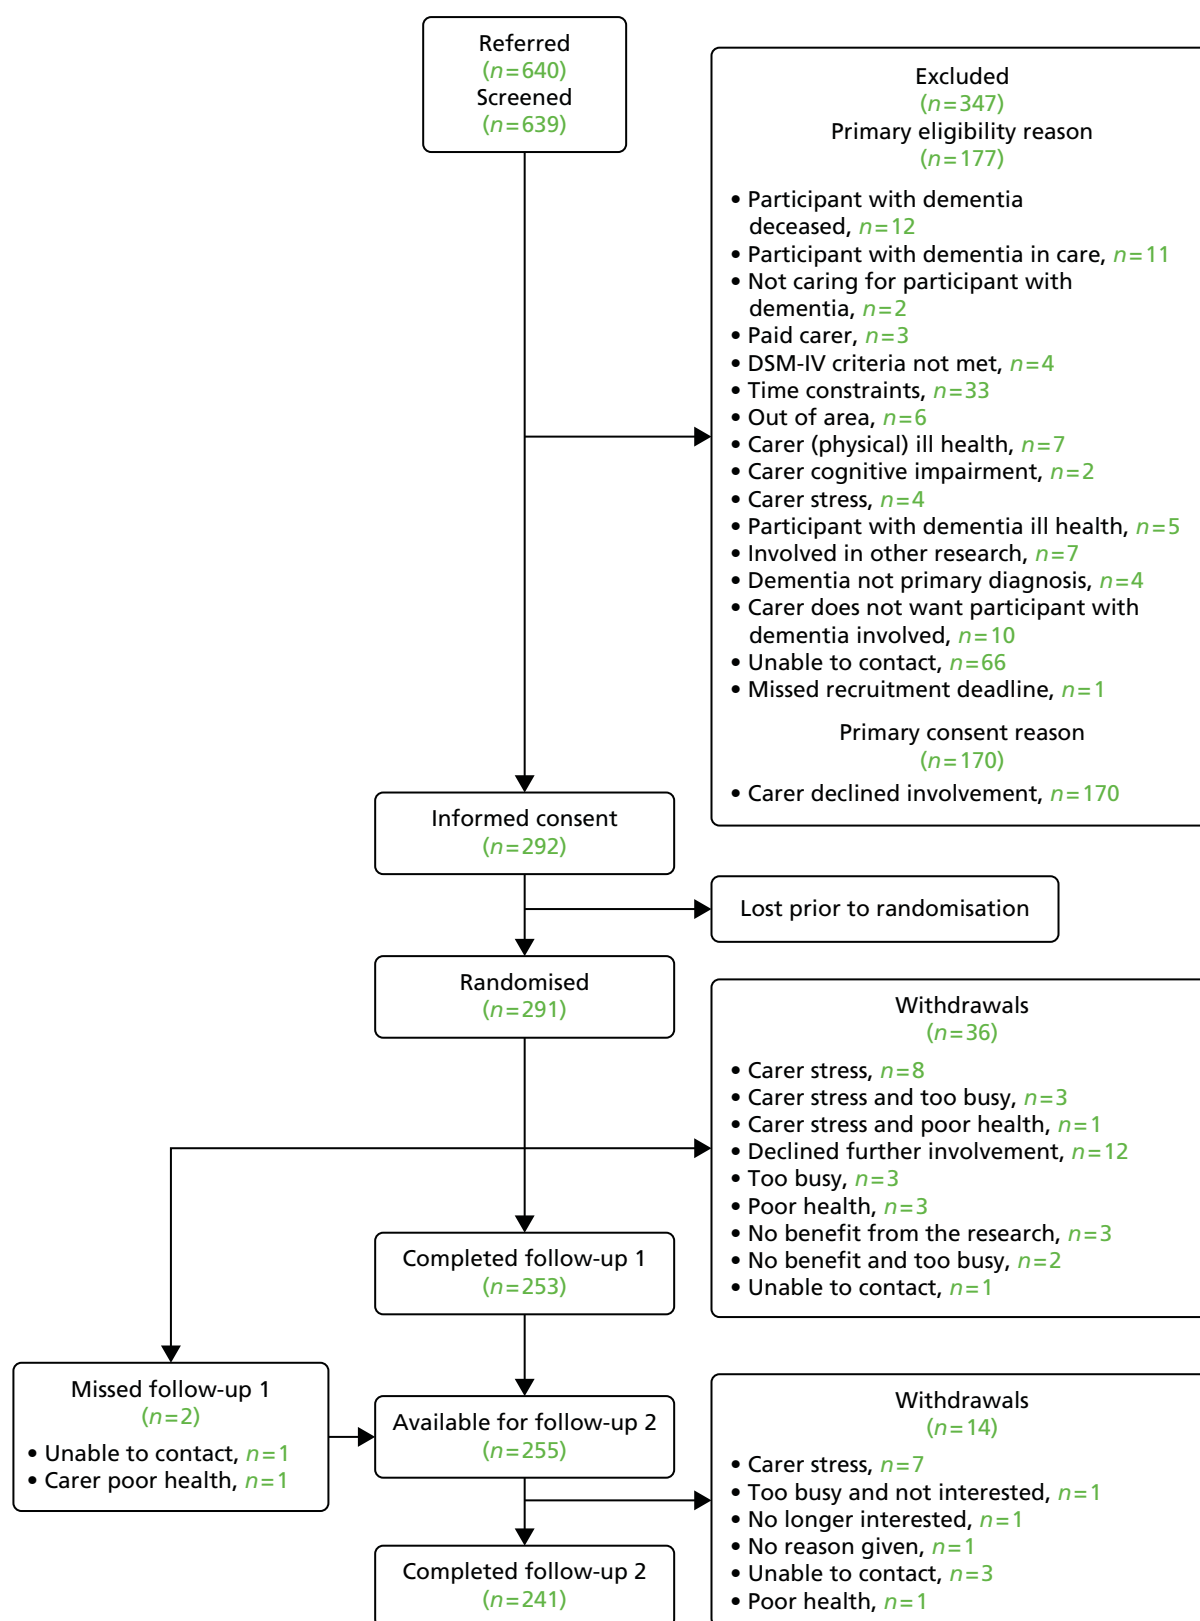 Referred
(n=640)
Screened
(n=639)
Excluded
(n=347)
Primary eligibility reason
(n=177)
• Participant with dementia
deceased, n=12
• Participant with dementia in care, n=11
• Not caring for participant with
dementia, n=2
• Paid carer, n=3
• DSM-IV criteria not met, n=4
• Time constraints, n=33
• Out of area, n=6
• Carer (physical) ill health, n=7
• Carer cognitive impairment, n=2
• Carer stress, n=4
• Participant with dementia ill health, n=5
• Involved in other research, n=7
• Dementia not primary diagnosis, n=4
• Carer does not want participant with
dementia involved, n=10
• Unable to contact, n=66
• Missed recruitment deadline, n=1
Primary consent reason
(n=170)
• Carer declined involvement, n=170
Informed consent
(n=292)
Lost prior to randomisation
Randomised
(n=291)
Withdrawals
(n=36)
• Carer stress, n=8
• Carer stress and too busy, n=3
• Carer stress and poor health, n=1
• Declined further involvement, n=12
• Too busy, n=3
• Poor health, n=3
• No benefit from the research, n=3
• No benefit and too busy, n=2
• Unable to contact, n=1
Completed follow-up 1
(n=253)
Missed follow-up 1
(n=2)
• Unable to contact, n=1
• Carer poor health, n=1
Available for follow-up 2
(n=255)
Withdrawals
(n=14)
• Carer stress, n=7
• Too busy and not interested, n=1
• No longer interested, n=1
• No reason given, n=1
• Unable to contact, n=3
• Poor health, n=1
Completed follow-up 2
(n=241)